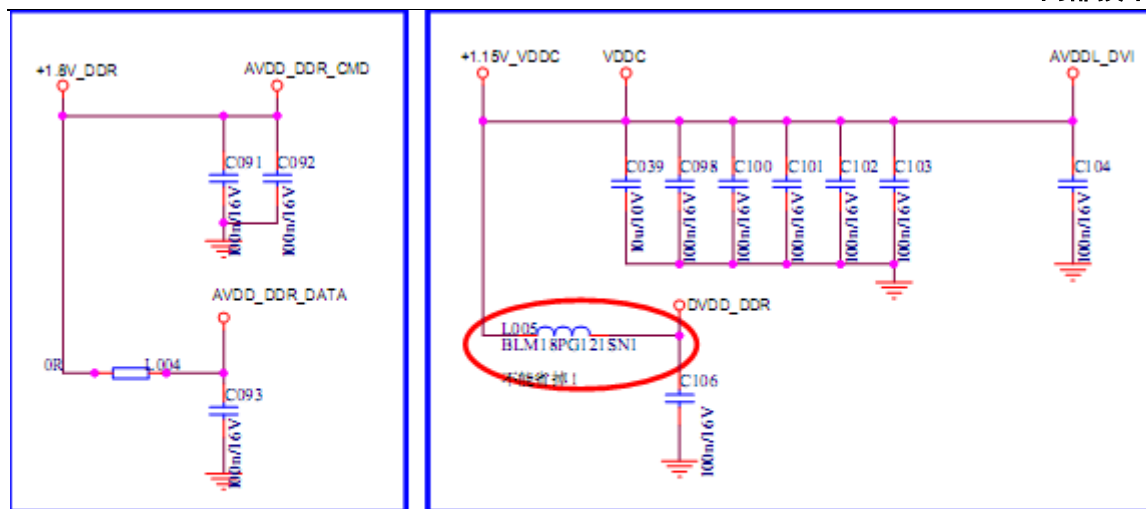 +1.8V_DDR
AVDD_DDR_CMD
C091
C092
100n/16V
100n/16V
AVDD_DDR_DATA
0R
L004
C093
100n/16V
+1.15V_VDDC
VDDC
AVDDL_DVI
C039
C098
C100
C101
C102
C103
C104
10u/10V
100n/16V
100n/16V
100n/16V
100n/16V
100n/16V
100n/16V
DVDD_DDR
L005
BLM18PG121SN1
不能省掉!
C106
100n/16V